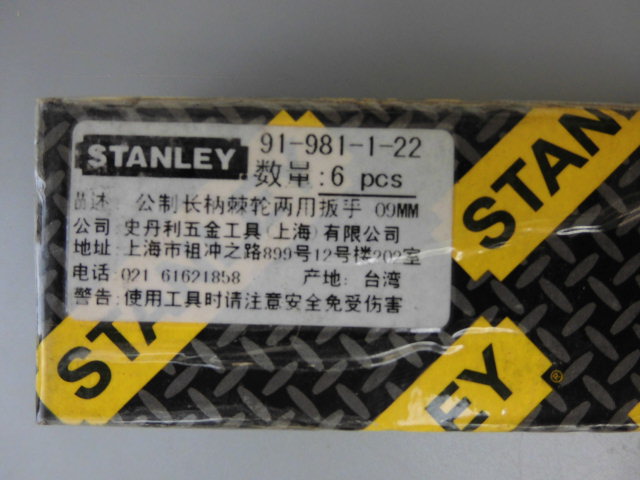 STANLEY
91-981-1-22
数量:6 pcs
描述: 公制长柄棘轮两用扳手 09MM
公司: 史丹利五金工具(上海)有限公司
地址: 上海市祖冲之路899号12号楼202室
电话:021 61621858 产地: 台湾
警告:使用工具时请注意安全免受伤害
STANLEY
STAN
STA
EY®